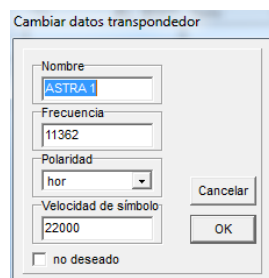 Cambiar datos transpondedor
Nombre
ASTRA 1
Frecuencia
11362
Polaridad
hor
Cancelar
Velocidad de símbolo
22000
OK
no deseado